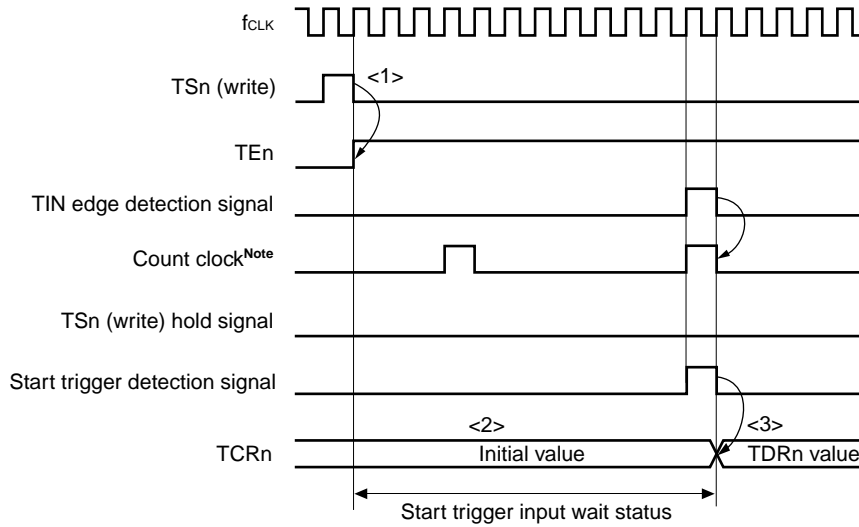 fCLK
TSn (write)
<1>
TEn
TIN edge detection signal
Count clockNote
TSn (write) hold signal
Start trigger detection signal
<2>
<3>
TCRn
Initial value
TDRn value
Start trigger input wait status